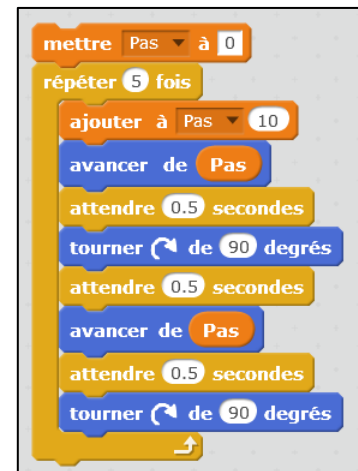 mettre Pas à 0
répéter 5 fois
ajouter à Pas 10
avancer de Pas
attendre 0.5 secondes
tourner de 90 degrés
attendre 0.5 secondes
avancer de Pas
attendre 0.5 secondes
tourner de 90 degrés